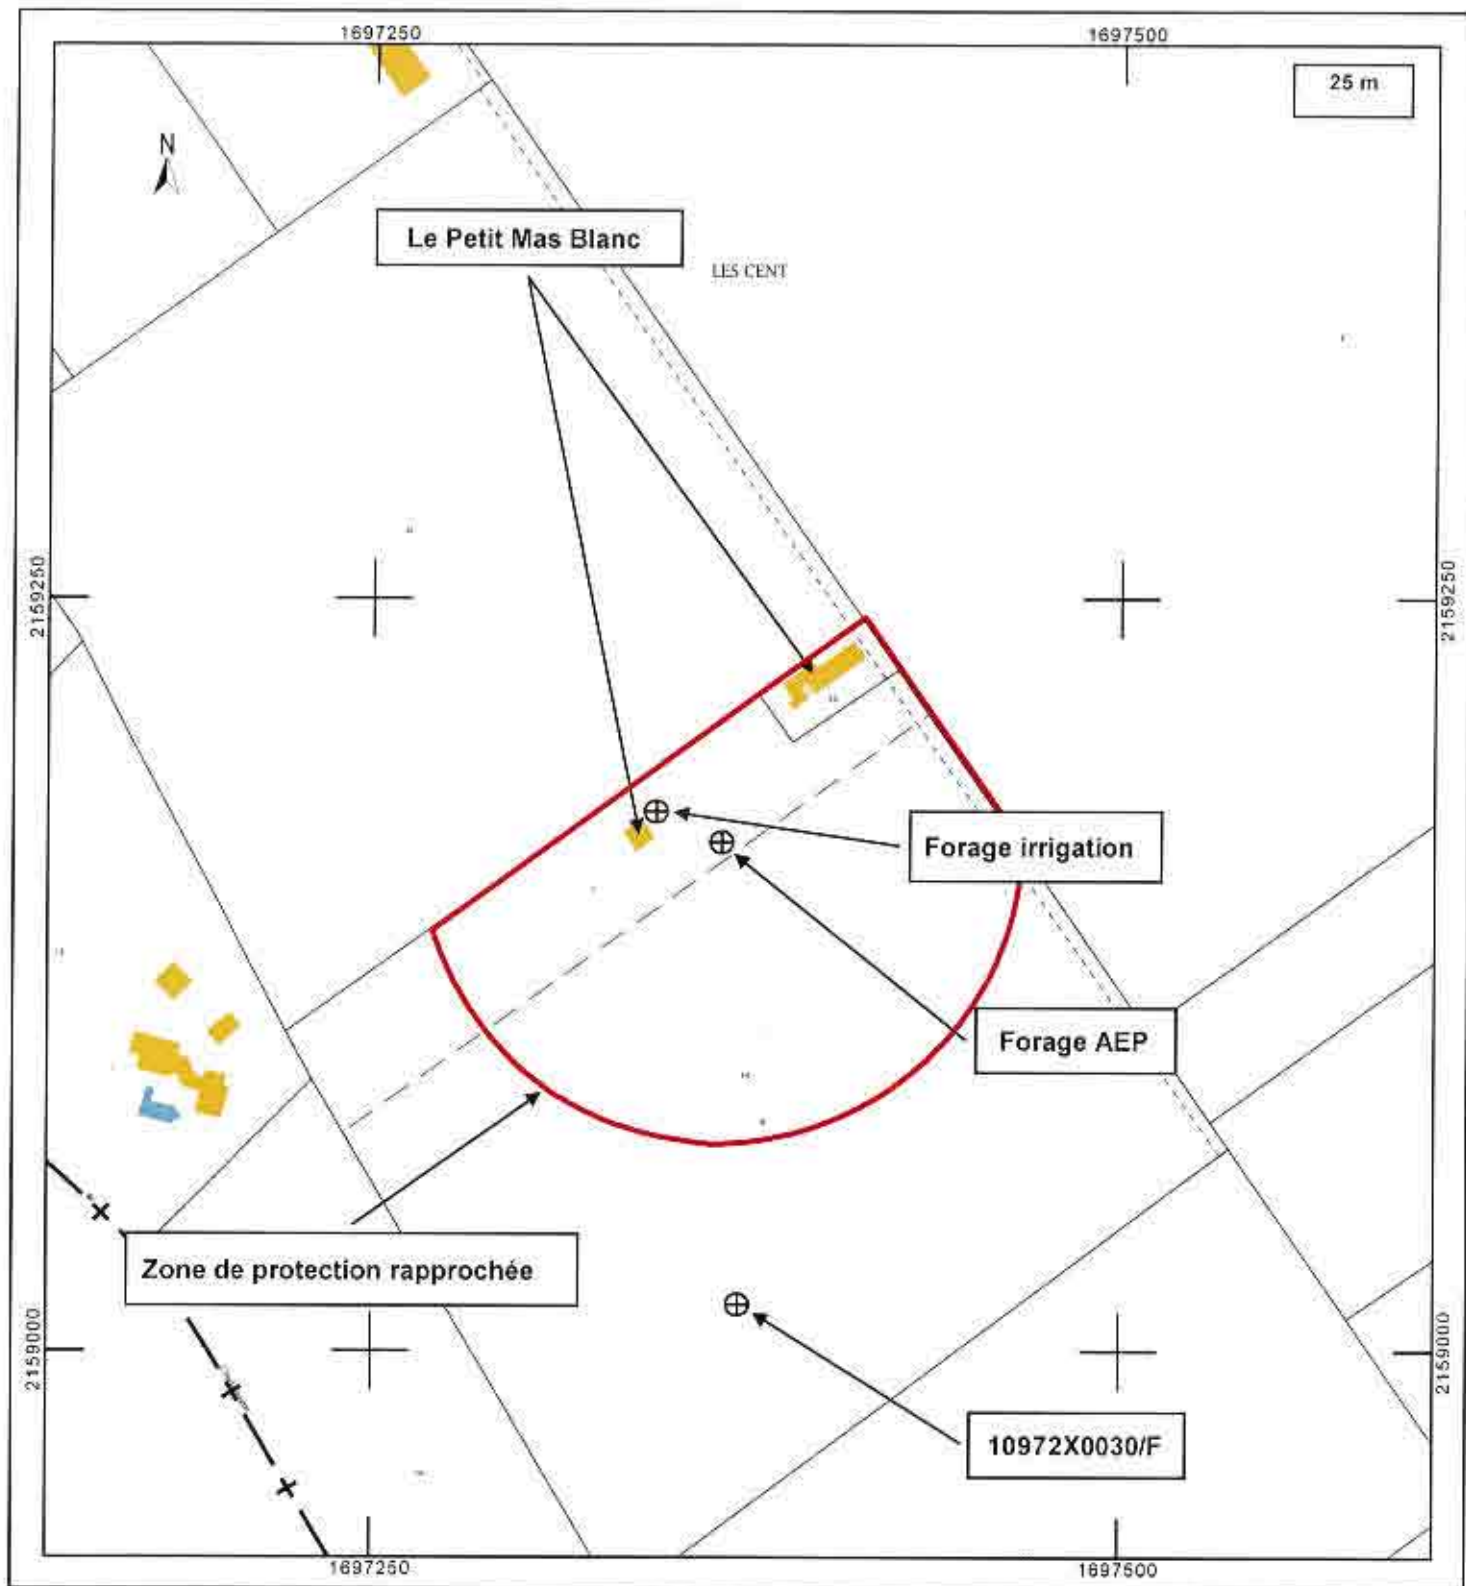 1697250
1697500
25 m
N
Le Petit Mas Blanc
LES CENT
2159250
2159250
Forage irrigation
Forage AEP
Zone de protection rapprochée
2159000
2159000
10972X0030/F
1697250
1697500